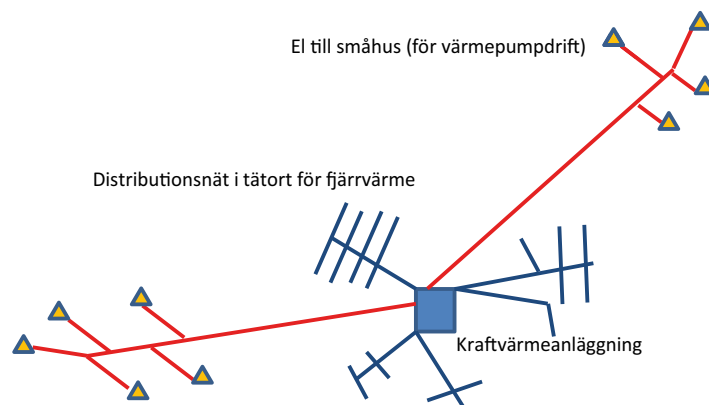 El till småhus (för värmepumpdrift)
Distributionsnät i tätort för fjärrvärme
Kraftvärmeanläggning